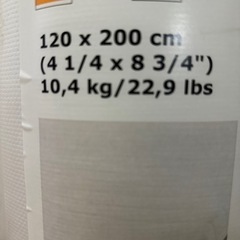 120 x 200 cm
(4 1/4 x 8 3/4")
10,4 kg/22,9 lbs